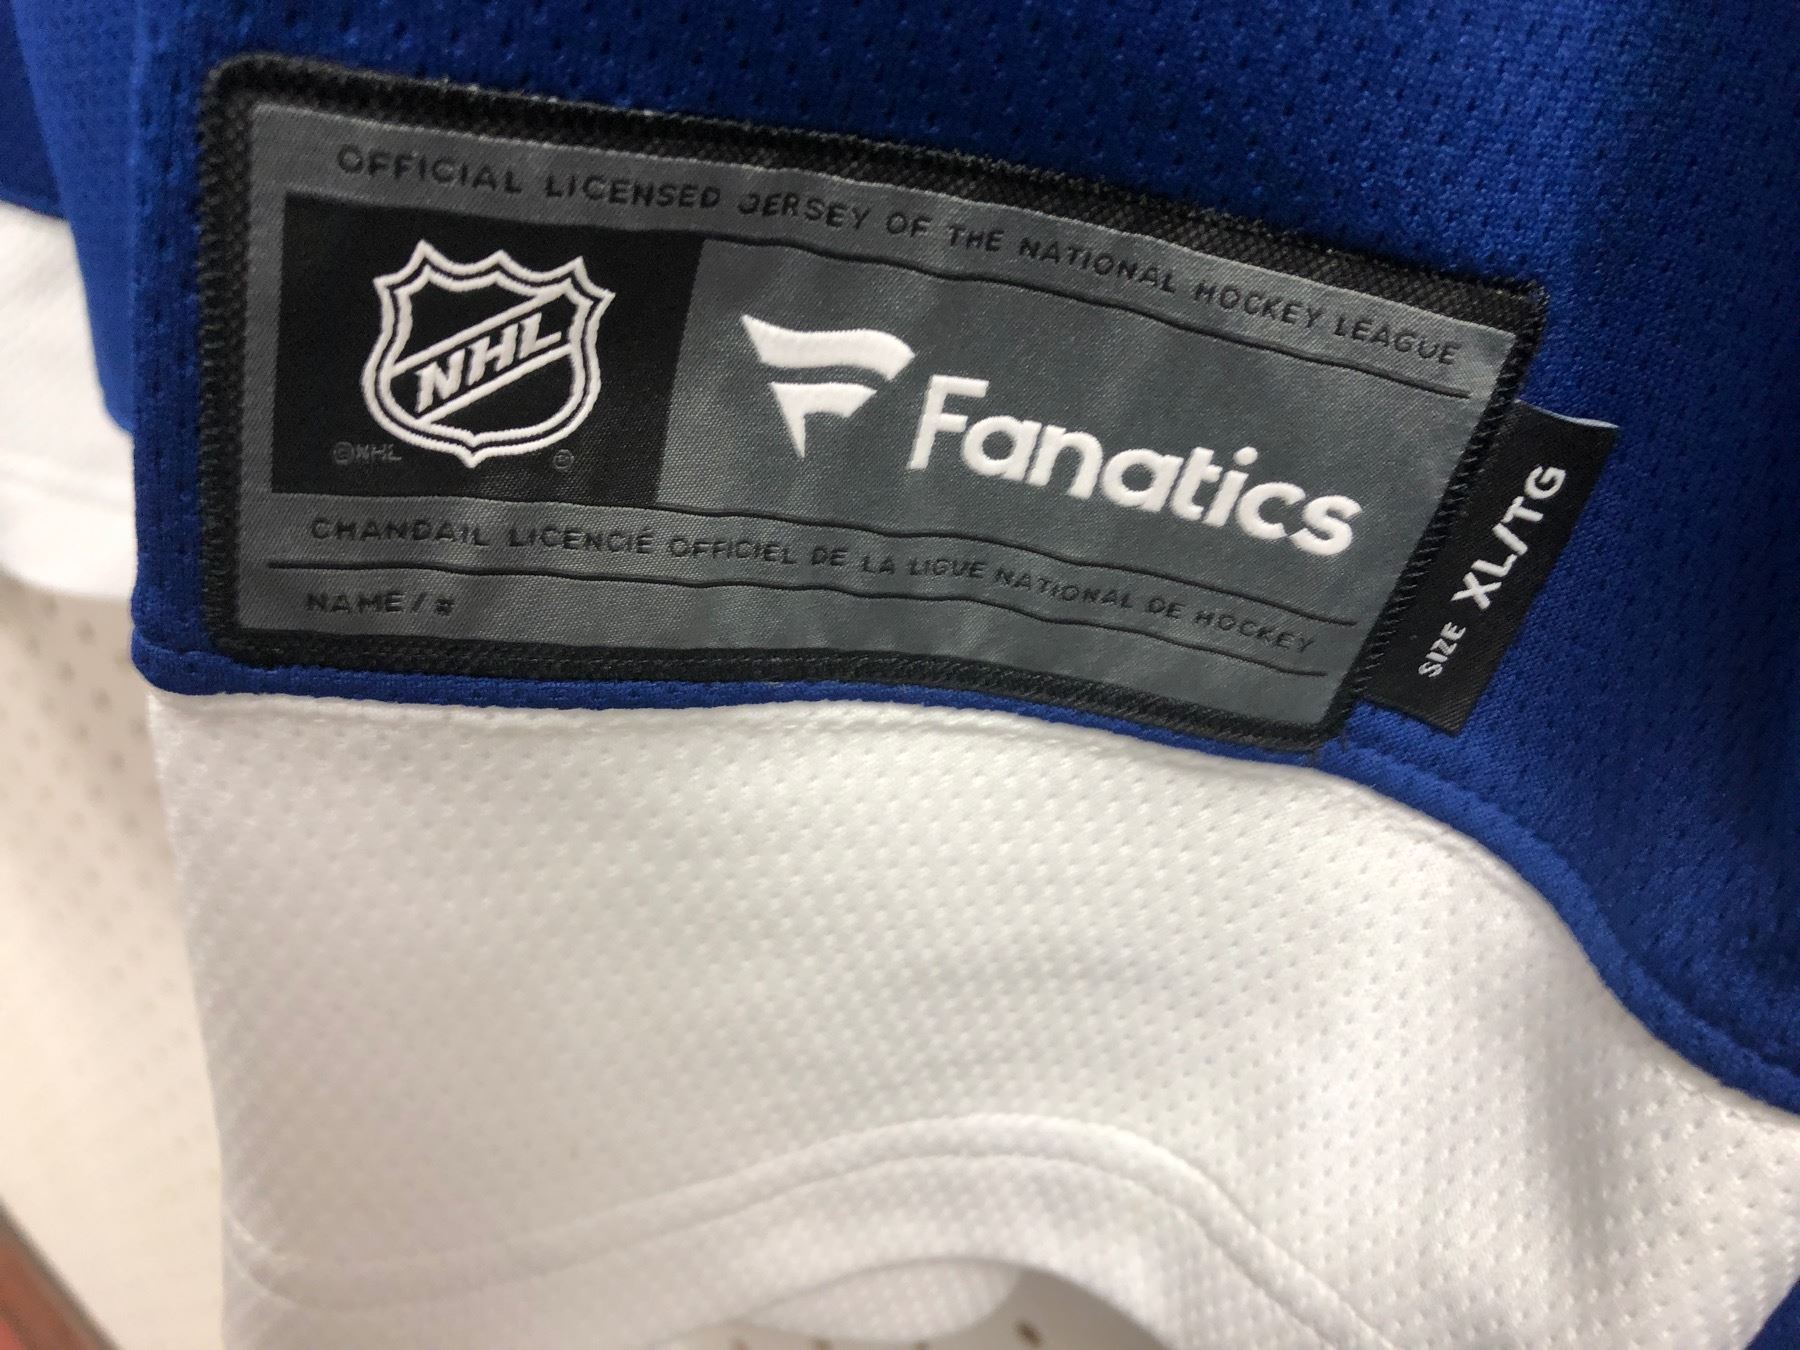 OFFICIAL LICENSED JERSEY OF THE NATIONAL HOCKEY LEAGUE
NHL
©NHL
Fanatics
CHANDAIL LICENCIÉ OFFICIEL DE LA LIGUE NATIONAL DE HOCKEY
NAME / #
SIZE XL/TG